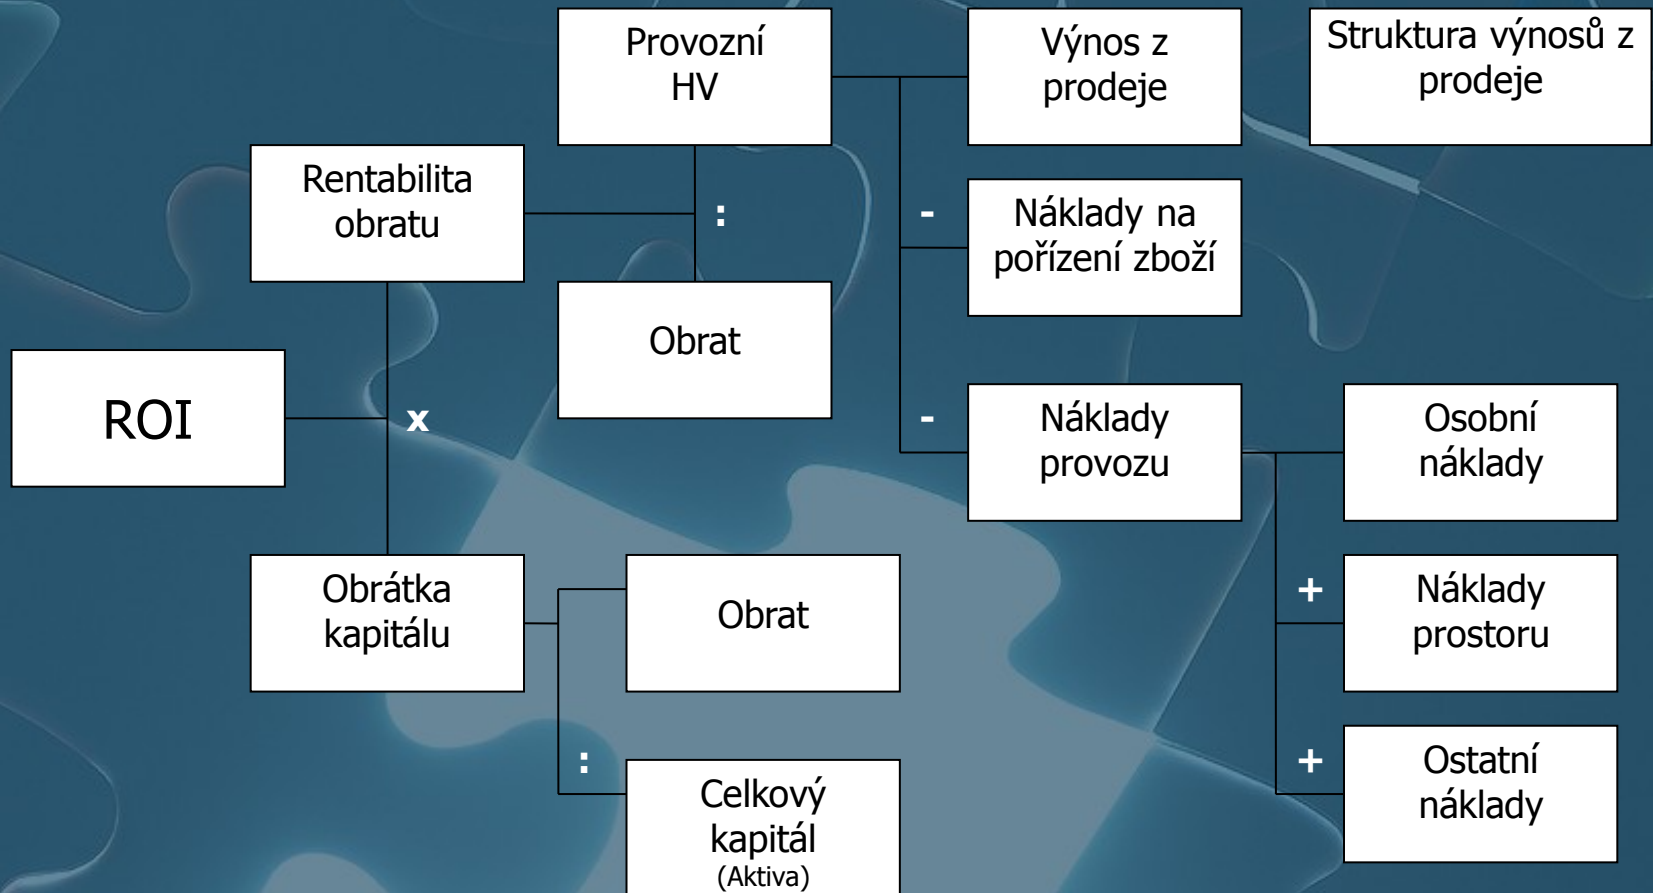 Provozní
HV
Výnos z
prodeje
Struktura výnosů z
prodeje
Rentabilita
obratu
:
-
Náklady na
pořízení zboží
Obrat
ROI
x
-
Náklady
provozu
Osobní
náklady
Obrátka
kapitálu
Obrat
+
Náklady
prostoru
:
Celkový
kapitál
(Aktiva)
+
Ostatní
náklady